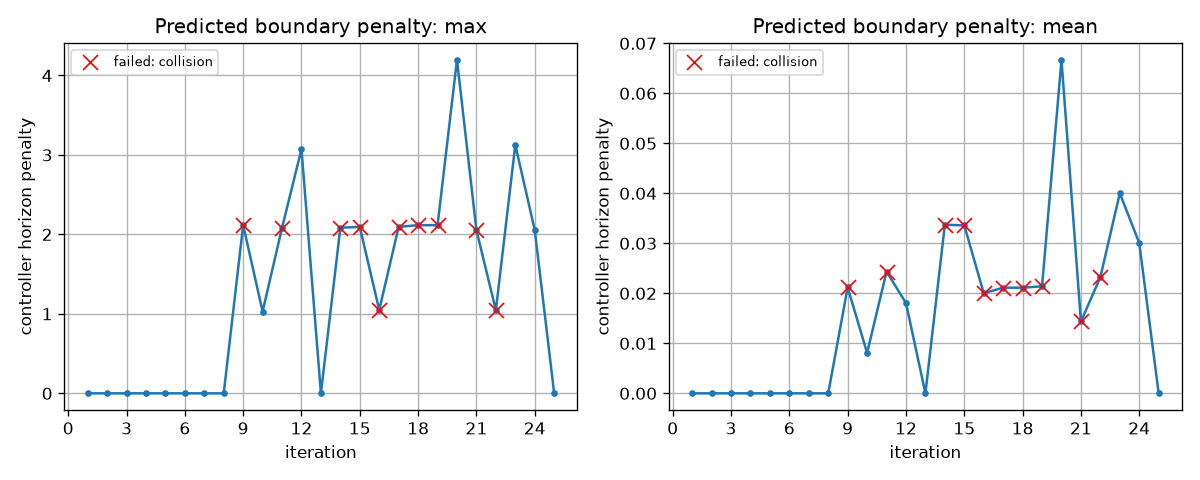 Predicted boundary penalty: max
failed: collision
controller horizon penalty
4
3
2
1
0
0 3 6 9 12 15 18 21 24
iteration
Predicted boundary penalty: mean
failed: collision
controller horizon penalty
0.07
0.06
0.05
0.04
0.03
0.02
0.01
0.00
0 3 6 9 12 15 18 21 24
iteration